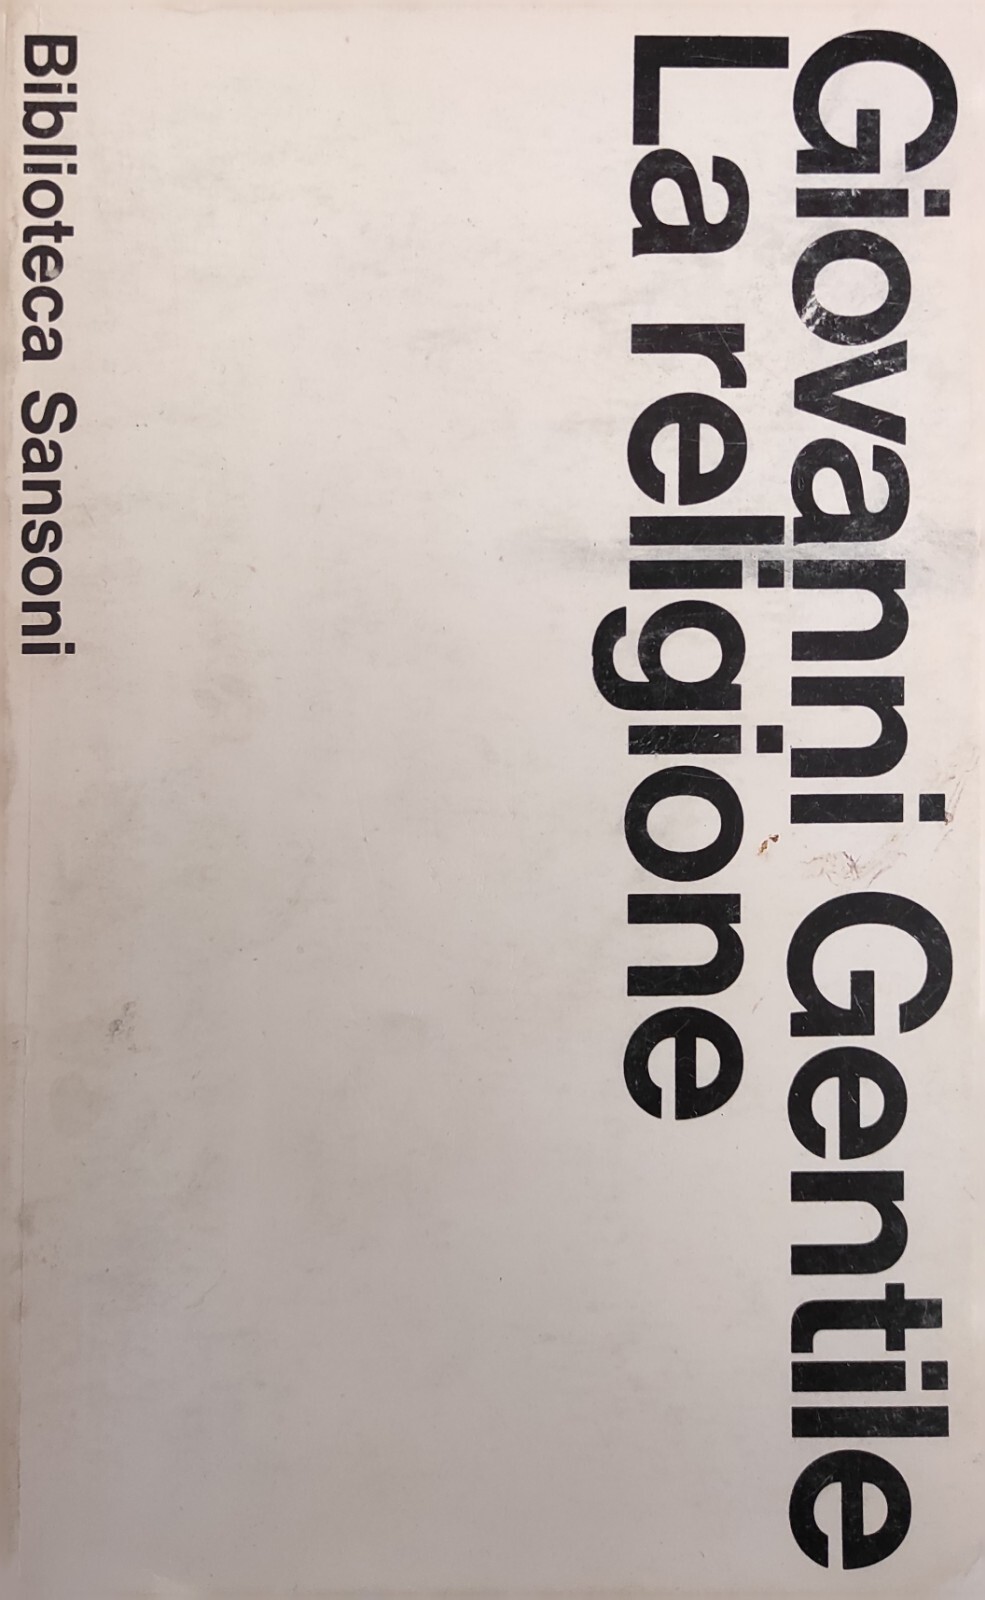 Giovanni Gentile
La religione
Biblioteca Sansoni